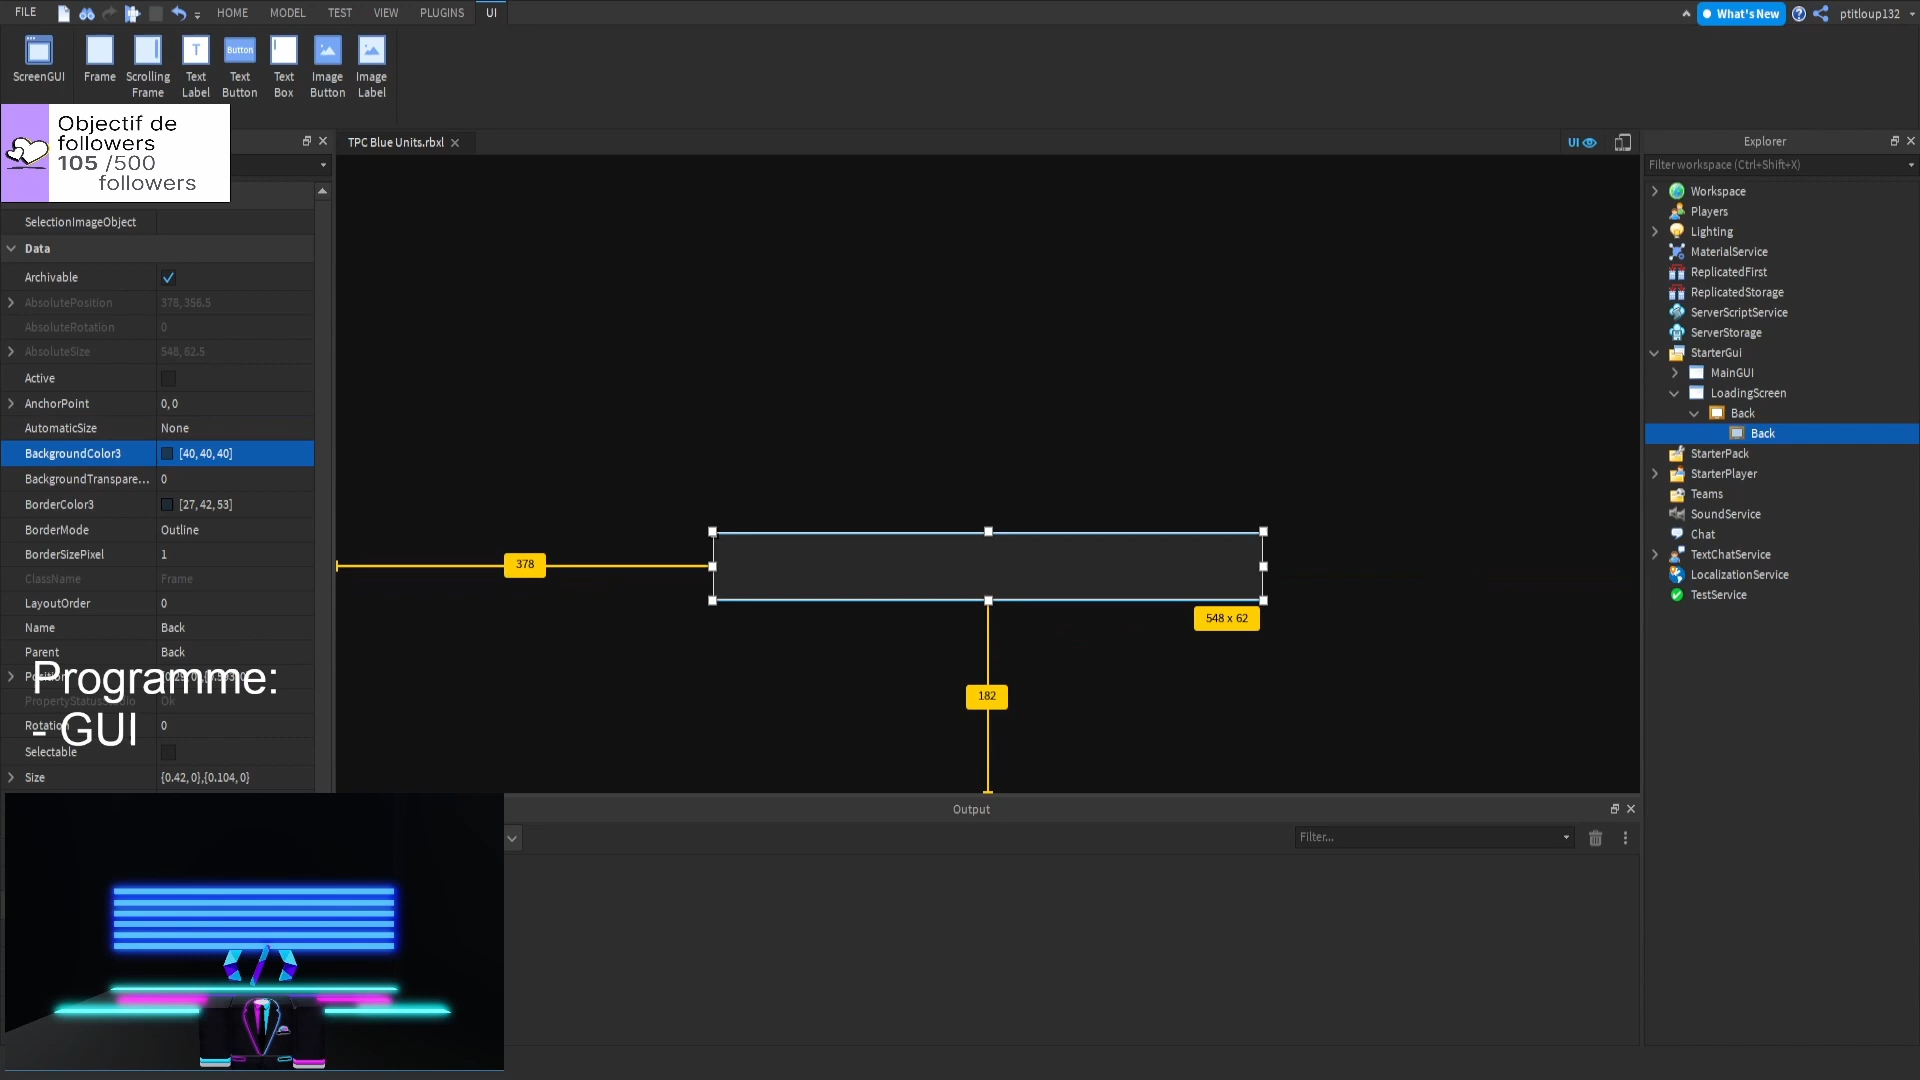 FILE
HOME
MODEL
TEST
VIEW
PLUGINS
UI
What's New
ptitloup132
ScreenGUI
Frame
Scrolling
Frame
Text
Label
Button
Text
Button
Text
Box
Image
Button
Image
Label
Objectif de
followers
105 /500
followers
TPC Blue Units.rbxl
UI
Explorer
Filter workspace (Ctrl+Shift+X)
SelectionImageObject
Data
Archivable
AbsolutePosition 378, 356.5
AbsoluteRotation 0
AbsoluteSize 548, 62.5
Active
AnchorPoint 0, 0
AutomaticSize None
BackgroundColor3 [40, 40, 40]
BackgroundTranspare... 0
BorderColor3 [27, 42, 53]
BorderMode Outline
BorderSizePixel 1
ClassName Frame
LayoutOrder 0
Name Back
Parent Back
PropertyStatusStudio Ok
Rotation 0
Selectable
Size {0.42, 0},{0.104, 0}
Programme:
- GUI
378
548 x 62
182
Workspace
Players
Lighting
MaterialService
ReplicatedFirst
ReplicatedStorage
ServerScriptService
ServerStorage
StarterGui
MainGUI
LoadingScreen
Back
Back
StarterPack
StarterPlayer
Teams
SoundService
Chat
TextChatService
LocalizationService
TestService
Output
Filter...